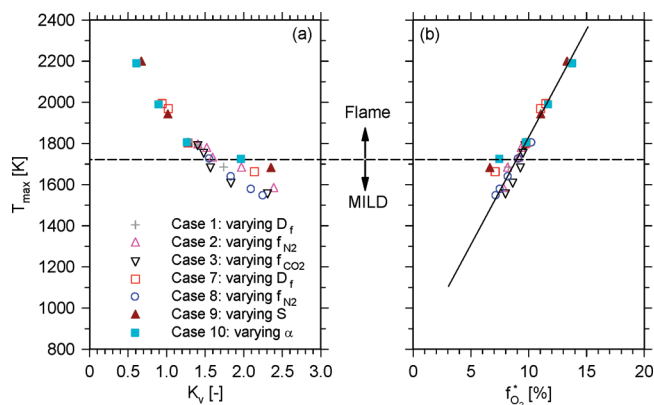 (a)
(b)
2400
2200
2000
1800
1600
1400
1200
1000
800
T_max [K]
Flame
MILD
Case 1: varying D_f
Case 2: varying f_N2
Case 3: varying f_CO2
Case 7: varying D_f
Case 8: varying f_N2
Case 9: varying S
Case 10: varying α
0 0.5 1.0 1.5 2.0 2.5 3.0
K_v [-]
0 5 10 15 20
f*_O2 [%]